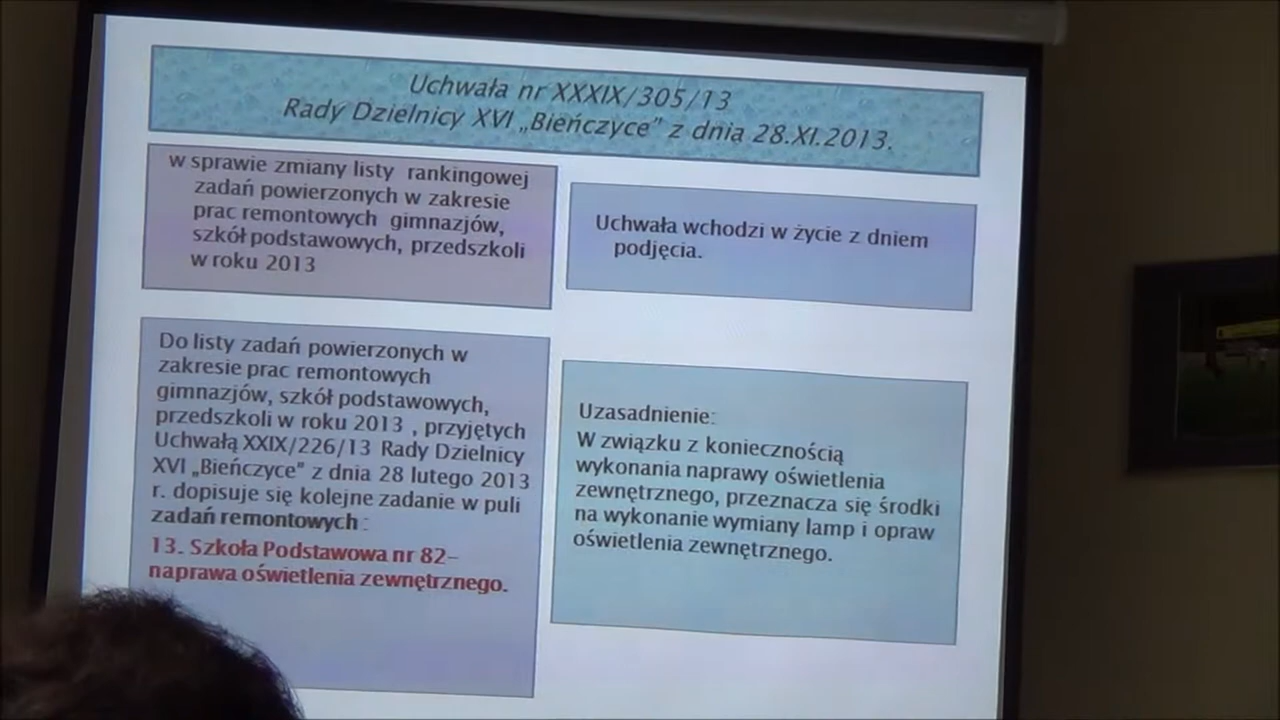 Uchwała nr XXXIX/305/13
Rady Dzielnicy XVI „Bieńczyce” z dnia 28.XI.2013.
w sprawie zmiany listy rankingowej
zadań powierzonych w zakresie
prac remontowych gimnazjów,
szkół podstawowych, przedszkoli
w roku 2013
Uchwała wchodzi w życie z dniem
podjęcia.
Do listy zadań powierzonych w
zakresie prac remontowych
gimnazjów, szkół podstawowych,
przedszkoli w roku 2013 , przyjętych
Uchwałą XXIX/226/13 Rady Dzielnicy
XVI „Bieńczyce” z dnia 28 lutego 2013
r. dopisuje się kolejne zadanie w puli
zadań remontowych :
13. Szkoła Podstawowa nr 82–
naprawa oświetlenia zewnętrznego.
Uzasadnienie:
W związku z koniecznością
wykonania naprawy oświetlenia
zewnętrznego, przeznacza się środki
na wykonanie wymiany lamp i opraw
oświetlenia zewnętrznego.